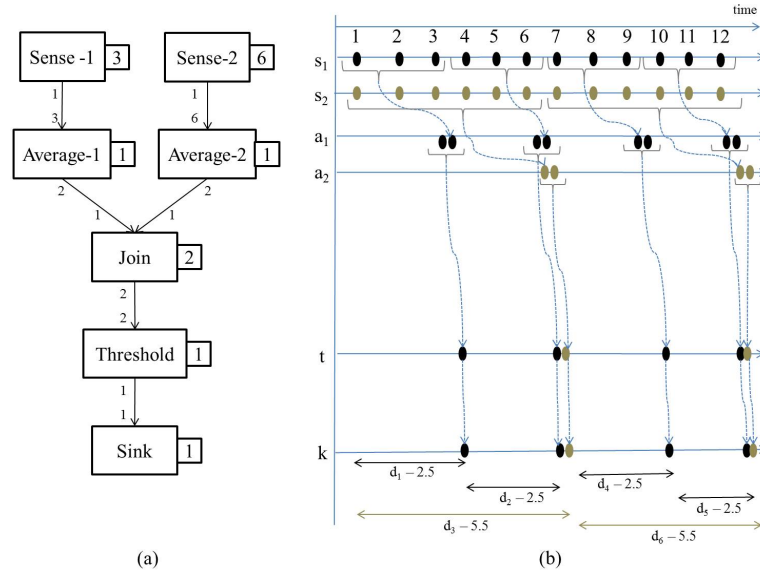 Sense -1 3
Sense-2 6
1 1
3 6
Average-1 1
Average-2 1
2 2
1 1
Join 2
2
2
Threshold 1
1
1
Sink 1
(a)
time
1 2 3 4 5 6 7 8 9 10 11 12
s1
s2
a1
a2
t
k
d1 – 2.5
d4 – 2.5
d2 – 2.5
d5 – 2.5
d3 – 5.5
d6 – 5.5
(b)